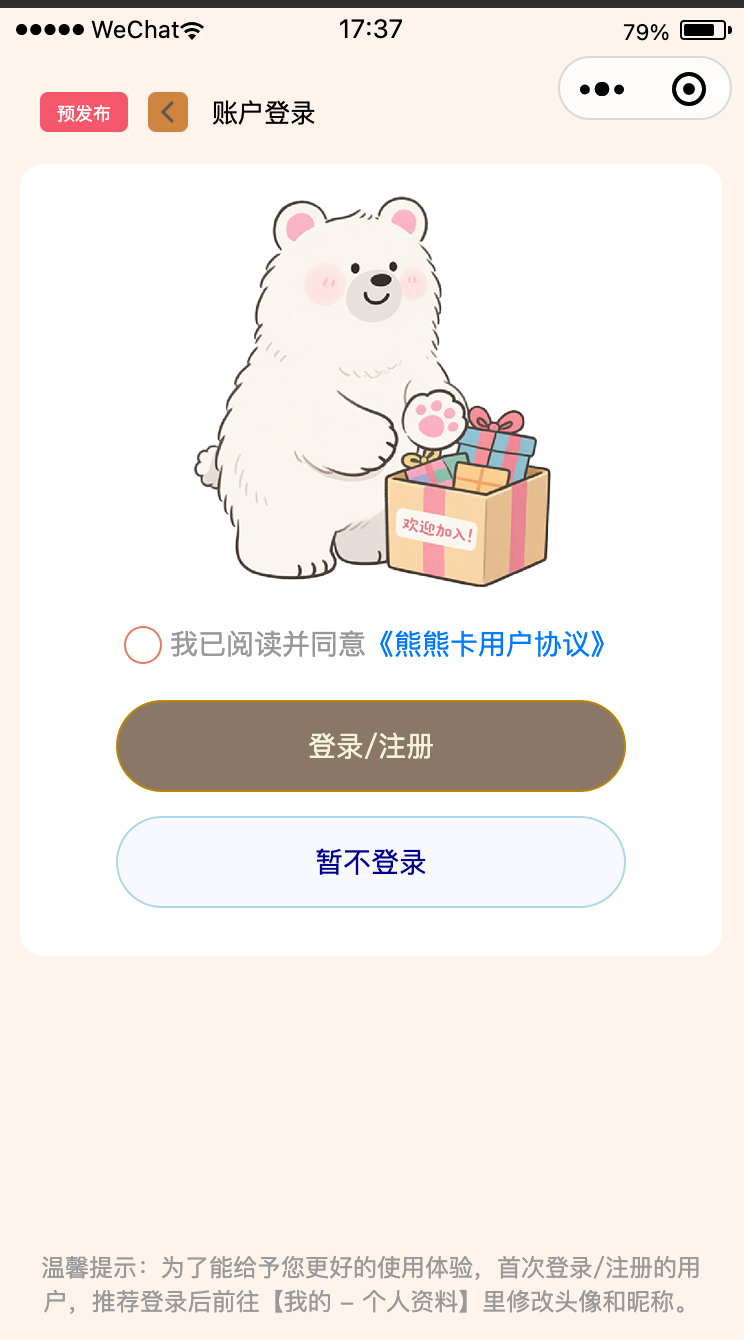 WeChat 17:37 79%
预发布 账户登录
欢迎加入!
我已阅读并同意《熊熊卡用户协议》
登录/注册
暂不登录
温馨提示：为了能给予您更好的使用体验，首次登录/注册的用
户，推荐登录后前往【我的 – 个人资料】里修改头像和昵称。